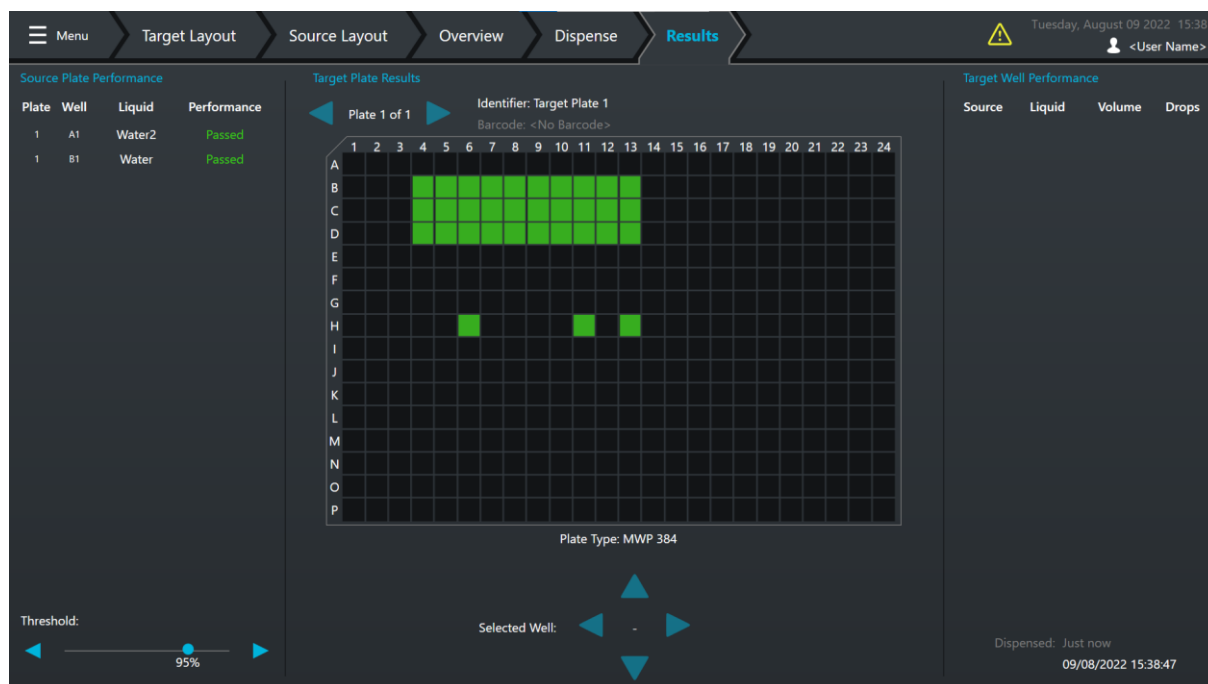 Menu
Target Layout
Source Layout
Overview
Dispense
Results
Tuesday, August 09 2022 15:38
<User Name>
Source Plate Performance
Plate Well Liquid Performance
1 A1 Water2 Passed
1 B1 Water Passed
Threshold:
95%
Target Plate Results
Plate 1 of 1
Identifier: Target Plate 1
Barcode: <No Barcode>
1 2 3 4 5 6 7 8 9 10 11 12 13 14 15 16 17 18 19 20 21 22 23 24
A
B
C
D
E
F
G
H
I
J
K
L
M
N
O
P
Plate Type: MWP 384
Selected Well: -
Target Well Performance
Source Liquid Volume Drops
Dispensed: Just now
09/08/2022 15:38:47